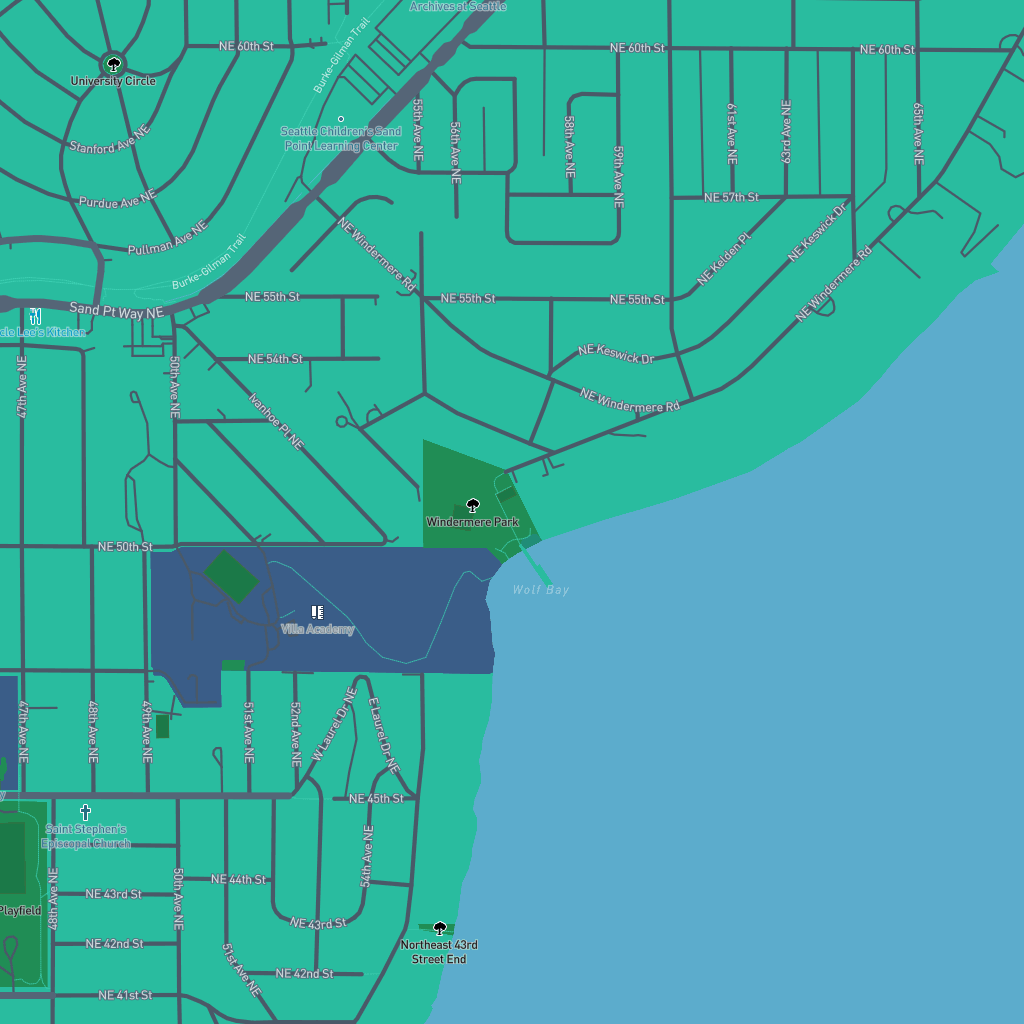 Archives at Seattle
NE 60th St
NE 60th St
NE 60th St
Burke-Gilman Trail
University Circle
Seattle Children's Sand
Point Learning Center
55th Ave NE
56th Ave NE
58th Ave NE
59th Ave NE
61st Ave NE
63rd Ave NE
65th Ave NE
Stanford Ave NE
Purdue Ave NE
Pullman Ave NE
NE 57th St
Burke-Gilman Trail
NE Windermere Rd
NE Kelden Pl
NE Keswick Dr
NE Windermere Rd
NE 55th St
NE 55th St
NE 55th St
Sand Pt Way NE
cle Lee's Kitchen
47th Ave NE
50th Ave NE
NE 54th St
NE Keswick Dr
NE Windermere Rd
Ivanhoe Pl NE
Windermere Park
NE 50th St
Wolf Bay
Villa Academy
47th Ave NE
48th Ave NE
49th Ave NE
51st Ave NE
52nd Ave NE
W Laurel Dr NE
E Laurel Dr NE
NE 45th St
y
Saint Stephen's
Episcopal Church
54th Ave NE
48th Ave NE
50th Ave NE
NE 44th St
NE 43rd St
NE 43rd St
Playfield
NE 42nd St
51st Ave NE
NE 42nd St
Northeast 43rd
Street End
NE 41st St